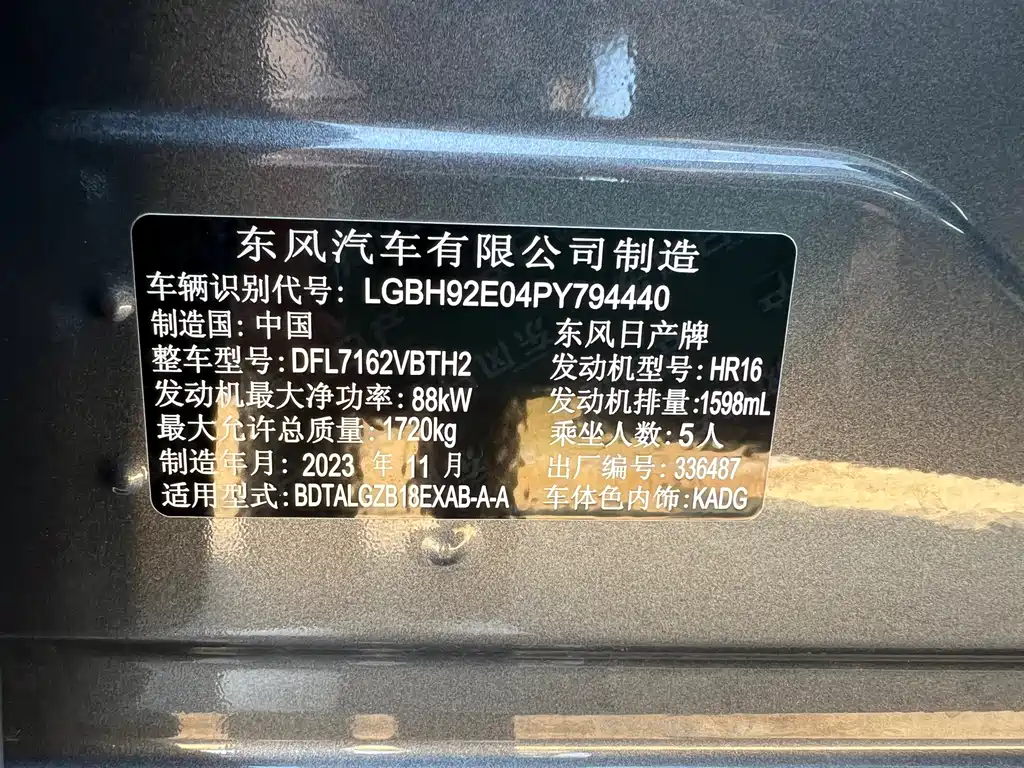 东风汽车有限公司制造
车辆识别代号: LGBH92E04PY794440
制造国: 中国 东风日产牌
整车型号: DFL7162VBTH2 发动机型号: HR16
发动机最大净功率: 88kW 发动机排量: 1598mL
最大允许总质量: 1720kg 乘坐人数: 5人
制造年月: 2023 年 11 月 出厂编号: 336487
适用型式: BDTALGZB18EXAB-A-A 车体色内饰: KADG